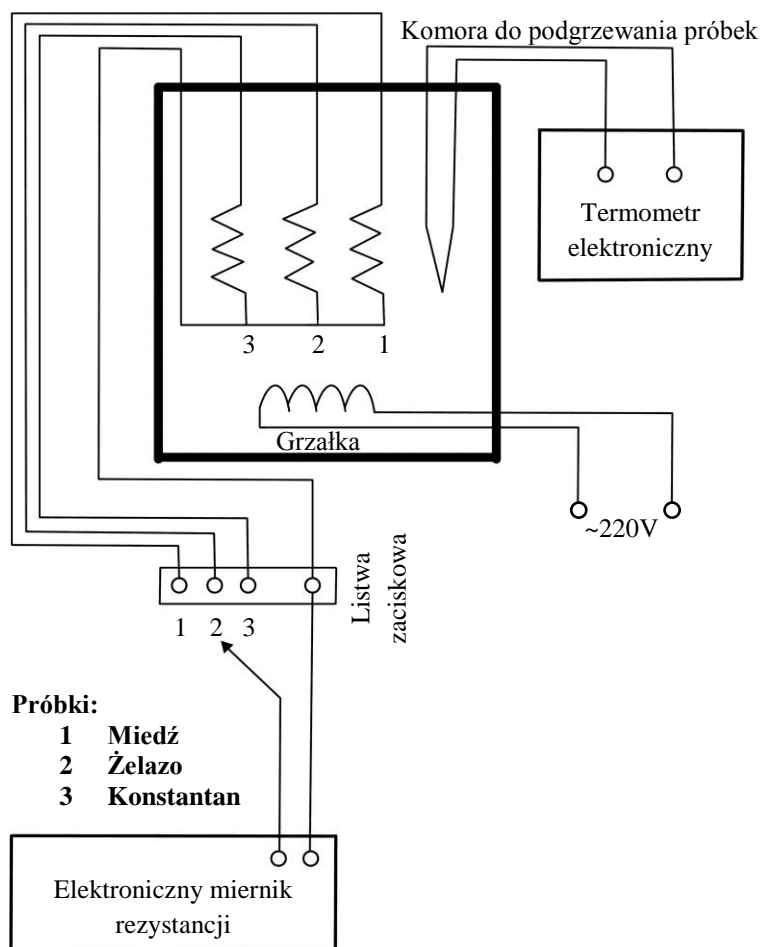 Komora do podgrzewania próbek
Termometr
elektroniczny
3 2 1
Grzałka
~220V
Listwa
zaciskowa
1 2 3
Próbki:
1 Miedź
2 Żelazo
3 Konstantan
Elektroniczny miernik
rezystancji